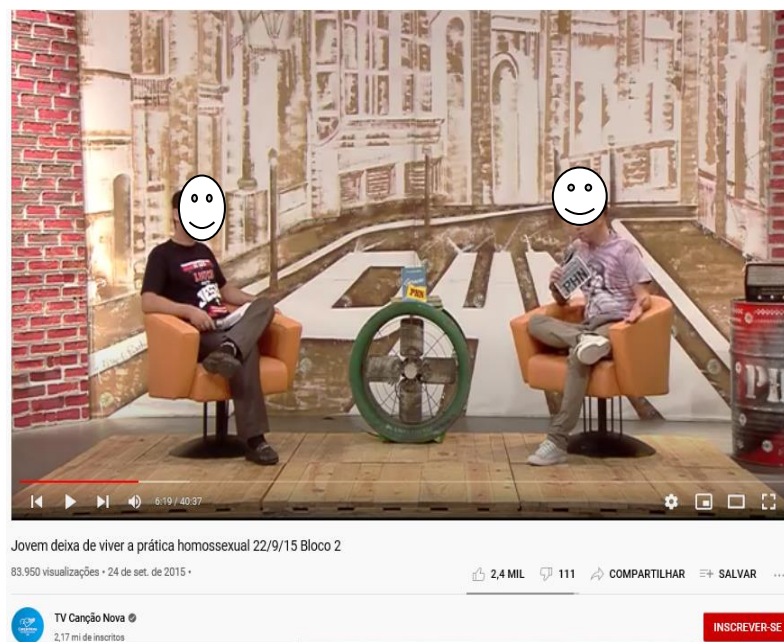 JESUS
PHN
PHN
6:19 / 40:37
Jovem deixa de viver a prática homossexual 22/9/15 Bloco 2
83.950 visualizações • 24 de set. de 2015 •
2,4 MIL 111 COMPARTILHAR SALVAR
TV Canção Nova
2,17 mi de inscritos
INSCREVER-SE